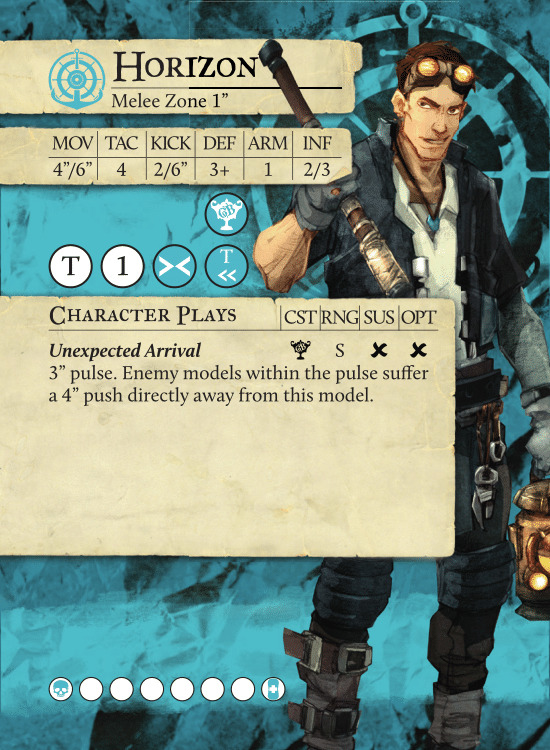 Horizon
Melee Zone 1”
MOV TAC KICK DEF ARM INF
4”/6” 4 2/6” 3+ 1 2/3
GB
T 1 >< T <<
Character Plays CST RNG SUS OPT
Unexpected Arrival GB S ✖ ✖
3” pulse. Enemy models within the pulse suffer
a 4” push directly away from this model.